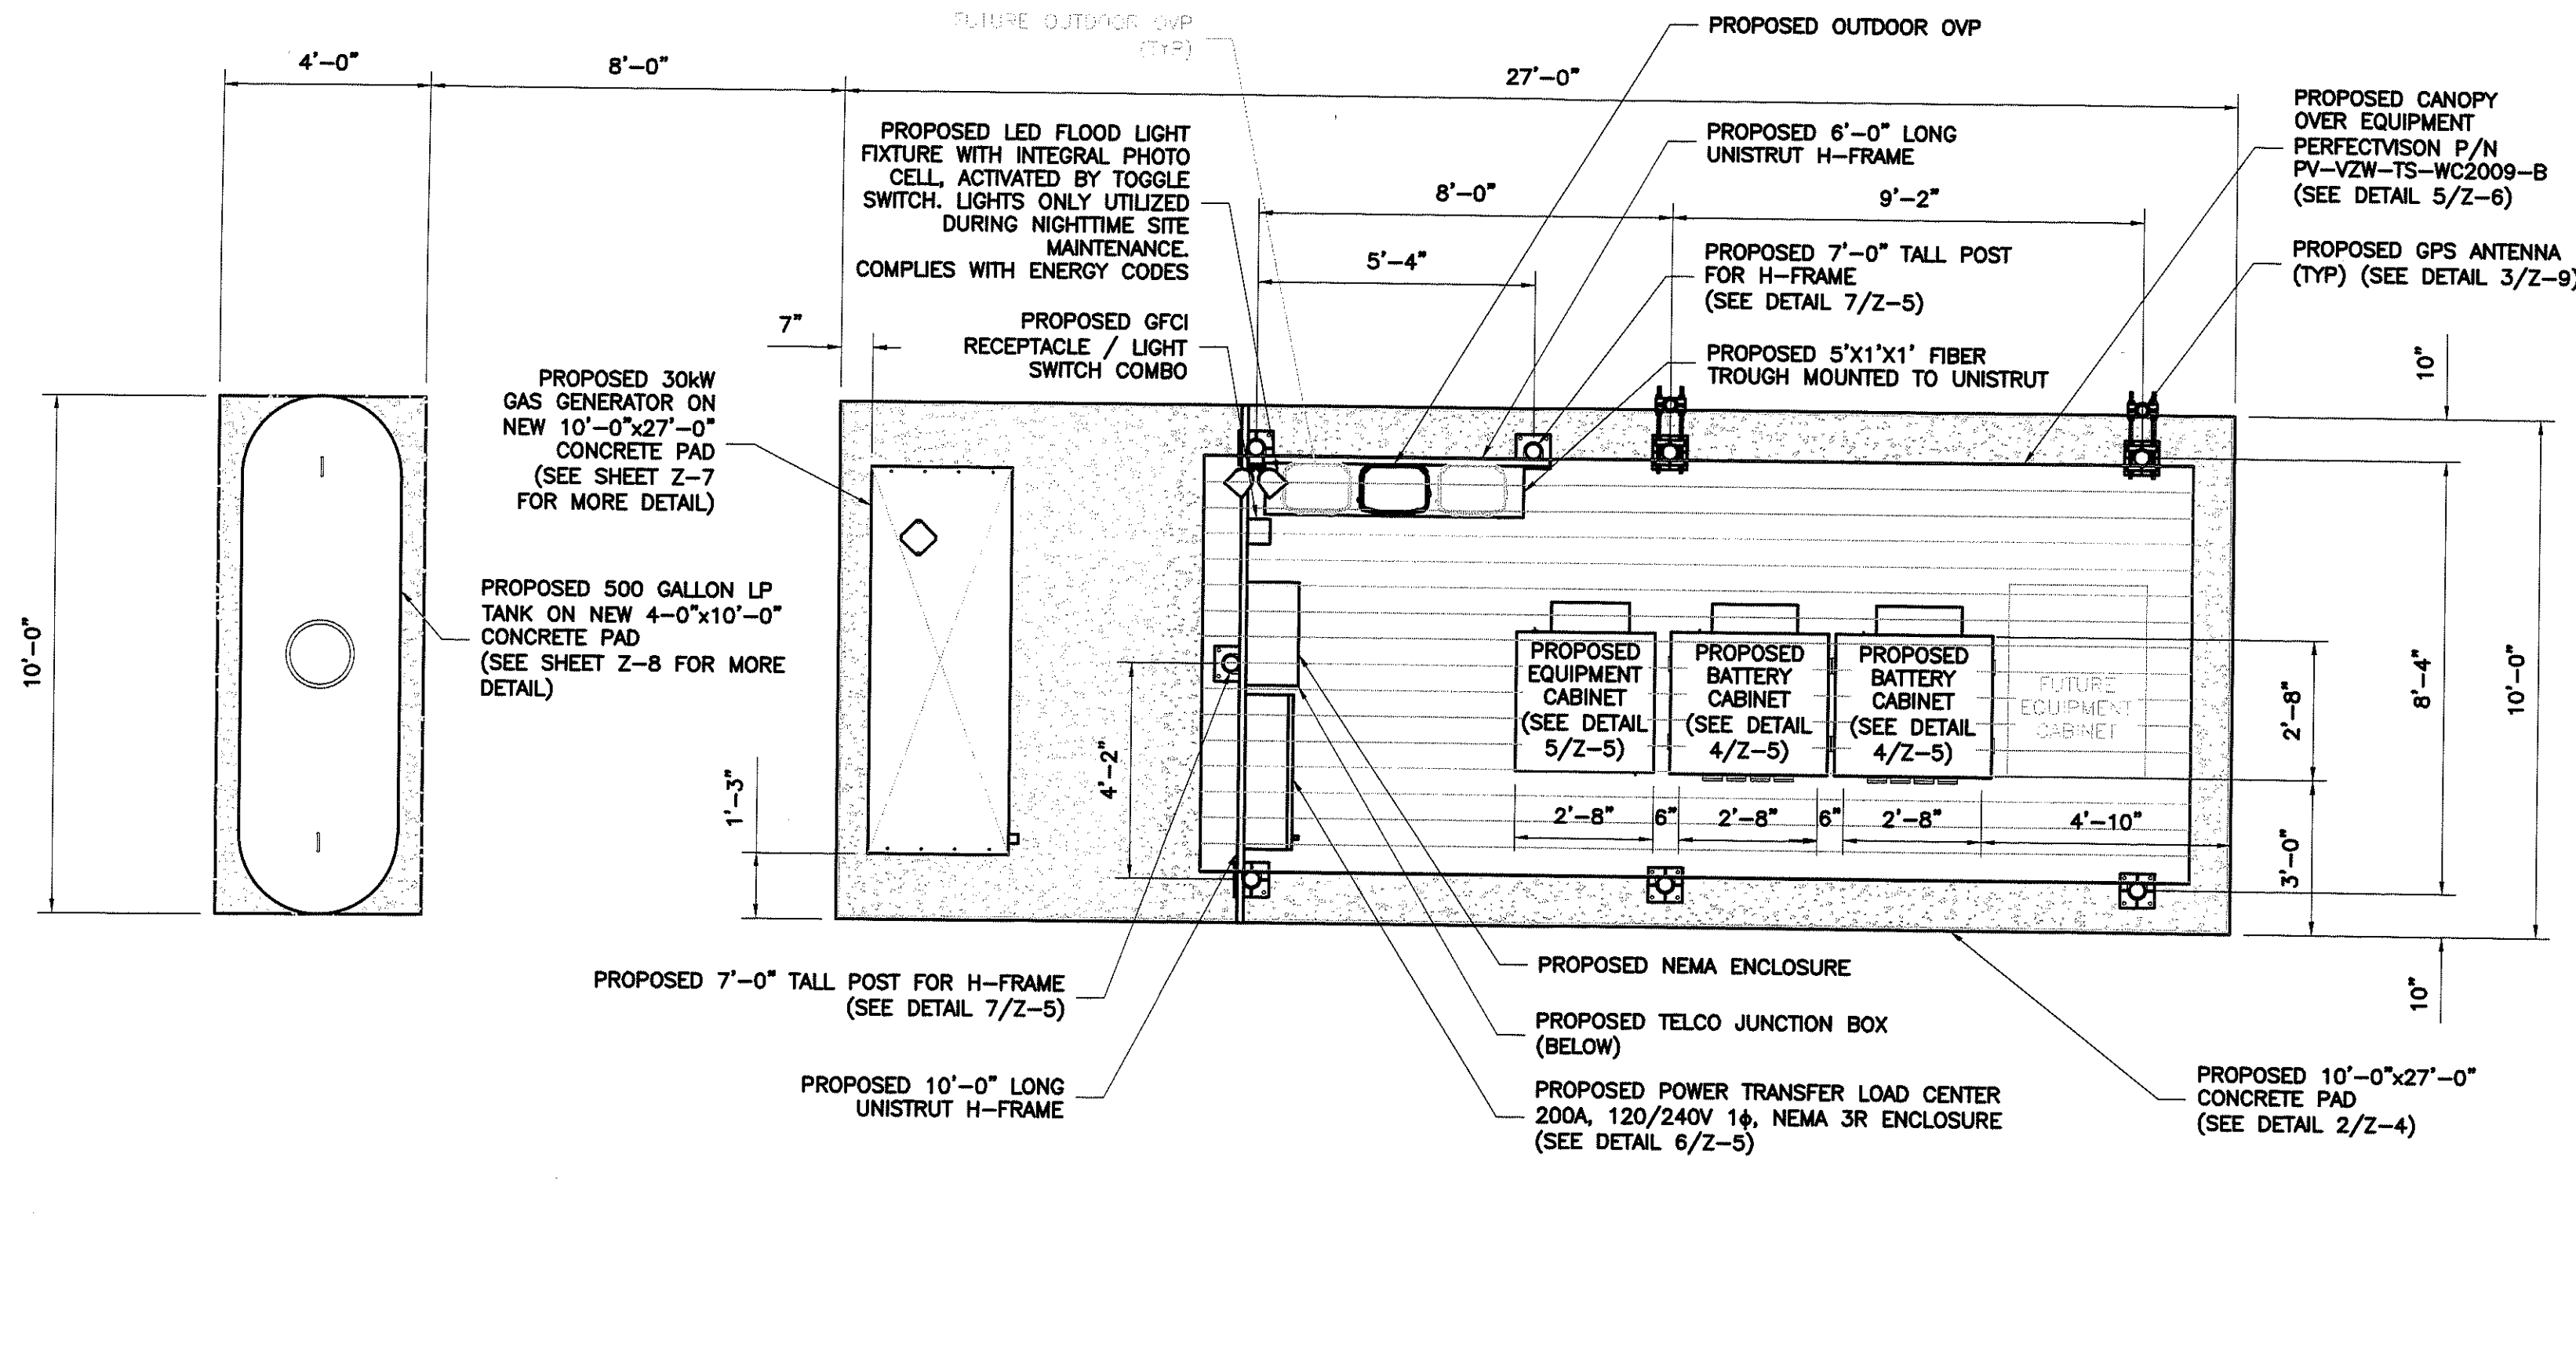 FUTURE OUTDOOR OVP
(TYP)
PROPOSED OUTDOOR OVP
4'-0"
8'-0"
27'-0"
PROPOSED CANOPY
OVER EQUIPMENT
PERFECTVISON P/N
PV-VZW-TS-WC2009-B
(SEE DETAIL 5/Z-6)
PROPOSED LED FLOOD LIGHT
FIXTURE WITH INTEGRAL PHOTO
CELL, ACTIVATED BY TOGGLE
SWITCH. LIGHTS ONLY UTILIZED
DURING NIGHTTIME SITE
MAINTENANCE.
COMPLIES WITH ENERGY CODES
PROPOSED 6'-0" LONG
UNISTRUT H-FRAME
8'-0"
9'-2"
PROPOSED 7'-0" TALL POST
FOR H-FRAME
(SEE DETAIL 7/Z-5)
PROPOSED GPS ANTENNA
(TYP) (SEE DETAIL 3/Z-9)
5'-4"
7"
PROPOSED GFCI
RECEPTACLE / LIGHT
SWITCH COMBO
PROPOSED 5'X1'X1' FIBER
TROUGH MOUNTED TO UNISTRUT
10"
PROPOSED 30kW
GAS GENERATOR ON
NEW 10'-0"x27'-0"
CONCRETE PAD
(SEE SHEET Z-7
FOR MORE DETAIL)
PROPOSED 500 GALLON LP
TANK ON NEW 4-0"x10'-0"
CONCRETE PAD
(SEE SHEET Z-8 FOR MORE
DETAIL)
10'-0"
1'-3"
4'-2"
PROPOSED
EQUIPMENT
CABINET
(SEE DETAIL
5/Z-5)
PROPOSED
BATTERY
CABINET
(SEE DETAIL
4/Z-5)
PROPOSED
BATTERY
CABINET
(SEE DETAIL
4/Z-5)
FUTURE
EQUIPMENT
CABINET
2'-8"
8'-4"
10'-0"
2'-8"
6"
2'-8"
6"
2'-8"
4'-10"
3'-0"
10"
PROPOSED 7'-0" TALL POST FOR H-FRAME
(SEE DETAIL 7/Z-5)
PROPOSED 10'-0" LONG
UNISTRUT H-FRAME
PROPOSED NEMA ENCLOSURE
PROPOSED TELCO JUNCTION BOX
(BELOW)
PROPOSED POWER TRANSFER LOAD CENTER
200A, 120/240V 1ϕ, NEMA 3R ENCLOSURE
(SEE DETAIL 6/Z-5)
PROPOSED 10'-0"x27'-0"
CONCRETE PAD
(SEE DETAIL 2/Z-4)